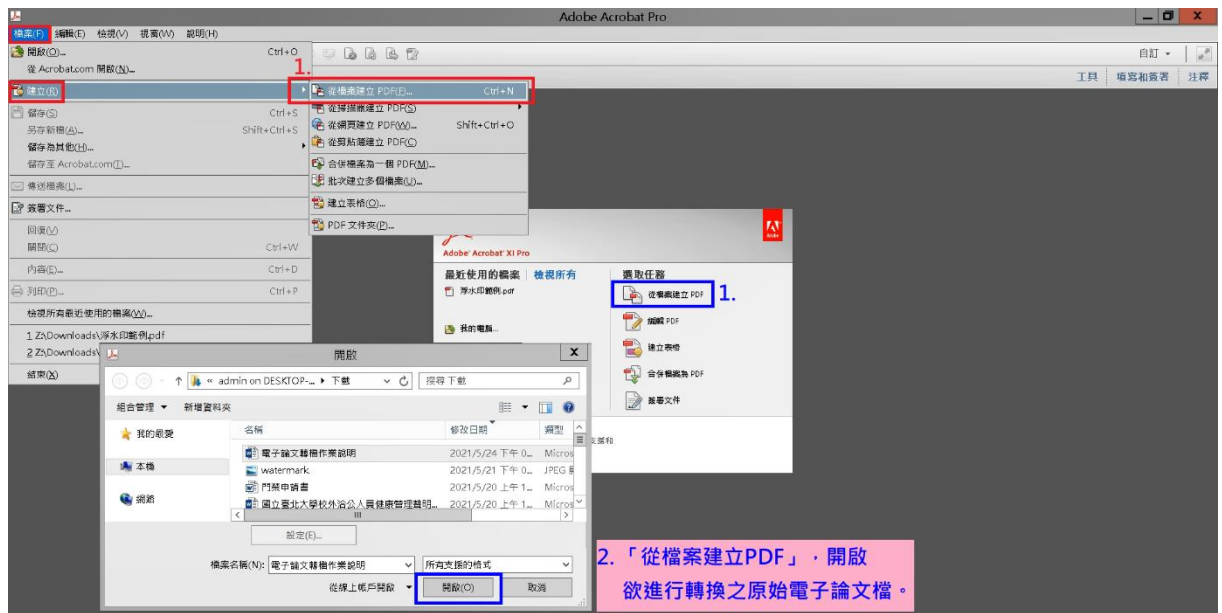 Adobe Acrobat Pro
檔案(F) 編輯(E) 檢視(V) 視窗(W) 說明(H)
開啟(O)... Ctrl+O
從 Acrobat.com 開啟(N)...
自訂
1.
工具 填寫和簽署 注釋
建立(R)
從檔案建立 PDF(F)... Ctrl+N
從掃描器建立 PDF(S)
從網頁建立 PDF(W)... Shift+Ctrl+O
從剪貼簿建立 PDF(C)
合併檔案為一個 PDF(M)...
批次建立多個檔案(U)...
建立表格(O)...
PDF 文件夾(P)...
儲存(S) Ctrl+S
另存新檔(A)... Shift+Ctrl+S
儲存為其他(H)...
儲存至 Acrobat.com(T)...
傳送檔案(L)...
簽署文件...
回復(V)
關閉(C) Ctrl+W
內容(E)... Ctrl+D
列印(P)... Ctrl+P
檢視所有最近使用的檔案(W)...
1 Z:\Downloads\浮水印範例.pdf
2 Z:\Downloads\
結束(X)
Adobe
Adobe® Acrobat® XI Pro
最近使用的檔案 檢視所有
浮水印範例.pdf
我的電腦...
選取任務
從檔案建立 PDF
1.
編輯 PDF
建立表格
合併檔案為 PDF
簽署文件
支援和
開啟
« admin on DESKTOP-... 下載
搜尋 下載
組合管理 新增資料夾
我的最愛
本機
網路
名稱 修改日期 類型
電子論文轉檔作業說明 2021/5/24 下午 0... Micros
watermark 2021/5/21 下午 0... JPEG
門禁申請書 2021/5/20 上午 1... Micros
國立臺北大學校外洽公人員健康管理聲明... 2021/5/20 上午 1... Micros
設定(E)...
檔案名稱(N): 電子論文轉檔作業說明 所有支援的格式
從線上帳戶開啟 開啟(O) 取消
2. 「從檔案建立PDF」，開啟
欲進行轉換之原始電子論文檔。